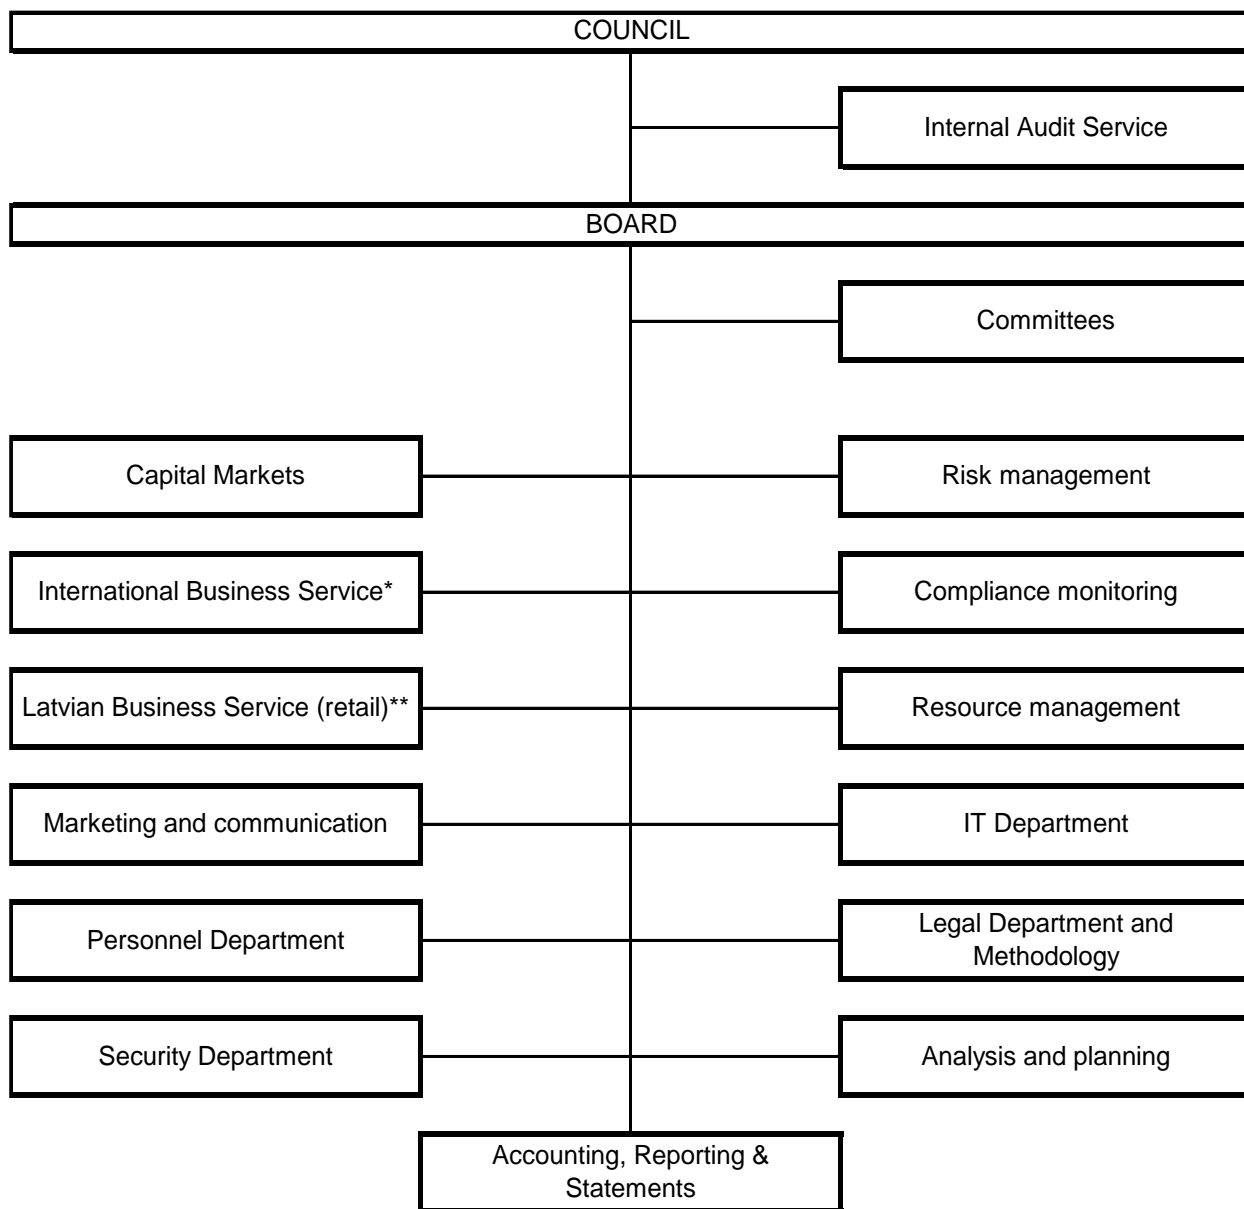 COUNCIL
Internal Audit Service
BOARD
Committees
Capital Markets
Risk management
International Business Service*
Compliance monitoring
Latvian Business Service (retail)**
Resource management
Marketing and communication
IT Department
Personnel Department
Legal Department and
Methodology
Security Department
Analysis and planning
Accounting, Reporting &
Statements